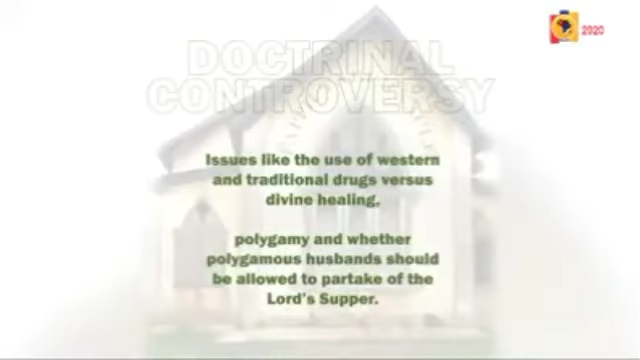 2920
DOCTRINAL
CONTROVERSY
Issues like the use of western
and traditional drugs versus
divine healing,
polygamy and whether
polygamous husbands should
be allowed to partake of the
Lord's Supper.